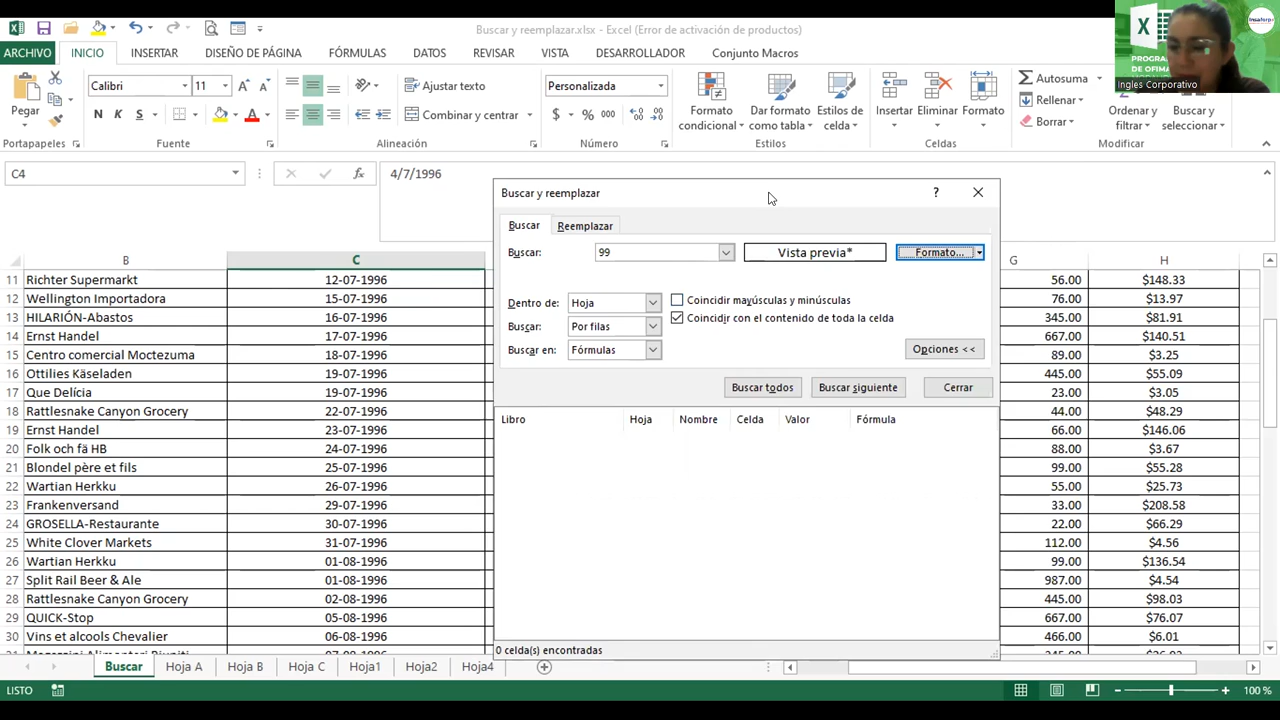 Buscar y reemplazar.xlsx - Excel (Error de activación de productos)
ARCHIVO INICIO INSERTAR DISEÑO DE PÁGINA FÓRMULAS DATOS REVISAR VISTA DESARROLLADOR Conjunto Macros
Ingles Corporativo
Pegar
Calibri 11
N K S
Ajustar texto
Combinar y centrar
Personalizada
$ % 000
Formato condicional
Dar formato como tabla
Estilos de celda
Insertar
Eliminar
Formato
Autosuma
Rellenar
Borrar
Ordenar y filtrar
Buscar y seleccionar
Portapapeles Fuente Alineación Número Estilos Celdas Modificar
C4 fx 4/7/1996
Buscar y reemplazar ?
Buscar Reemplazar
Buscar: 99 Vista previa* Formato...
Dentro de: Hoja Coincidir mayúsculas y minúsculas
Buscar: Por filas Coincidir con el contenido de toda la celda
Buscar en: Fórmulas Opciones <<
Buscar todos Buscar siguiente Cerrar
Libro Hoja Nombre Celda Valor Fórmula
0 celda(s) encontradas
B C G H
11 Richter Supermarkt 12-07-1996 56.00 $148.33
12 Wellington Importadora 15-07-1996 76.00 $13.97
13 HILARIÓN-Abastos 16-07-1996 345.00 $81.91
14 Ernst Handel 17-07-1996 667.00 $140.51
15 Centro comercial Moctezuma 18-07-1996 89.00 $3.25
16 Ottilies Käseladen 19-07-1996 445.00 $55.09
17 Que Delícia 19-07-1996 23.00 $3.05
18 Rattlesnake Canyon Grocery 22-07-1996 44.00 $48.29
19 Ernst Handel 23-07-1996 66.00 $146.06
20 Folk och fä HB 24-07-1996 88.00 $3.67
21 Blondel père et fils 25-07-1996 99.00 $55.28
22 Wartian Herkku 26-07-1996 55.00 $25.73
23 Frankenversand 29-07-1996 33.00 $208.58
24 GROSELLA-Restaurante 30-07-1996 22.00 $66.29
25 White Clover Markets 31-07-1996 112.00 $4.56
26 Wartian Herkku 01-08-1996 99.00 $136.54
27 Split Rail Beer & Ale 01-08-1996 987.00 $4.54
28 Rattlesnake Canyon Grocery 02-08-1996 445.00 $98.03
29 QUICK-Stop 05-08-1996 667.00 $76.07
30 Vins et alcools Chevalier 06-08-1996 466.00 $6.01
Buscar Hoja A Hoja B Hoja C Hoja1 Hoja2 Hoja4
LISTO 100 %